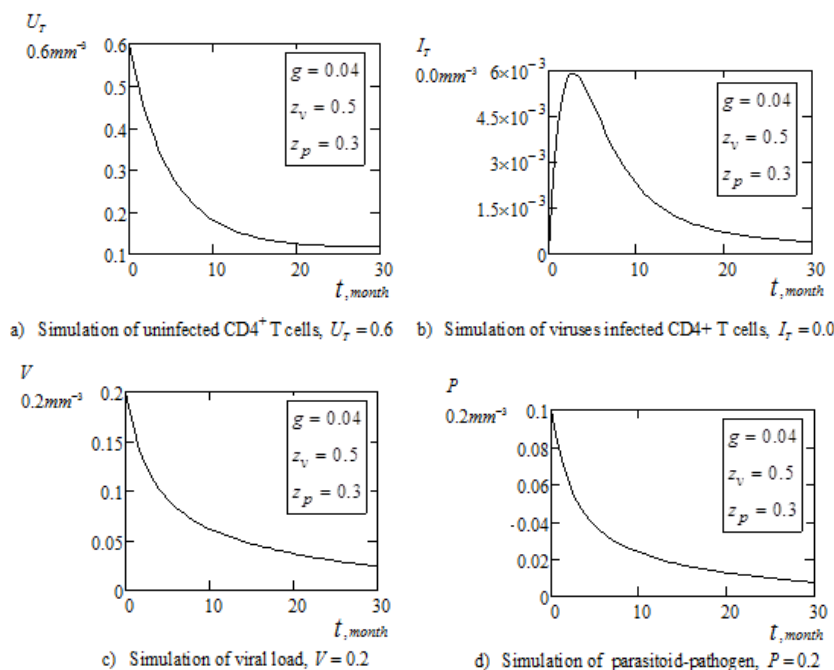 U_T
0.6mm⁻³
0.6
0.5
0.4
0.3
0.2
0.1
0
10
20
30
t, month
g = 0.04
z_v = 0.5
z_p = 0.3
a) Simulation of uninfected CD4⁺ T cells, U_T = 0.6
I_T
0.0mm⁻³
6×10⁻³
4.5×10⁻³
3×10⁻³
1.5×10⁻³
0
0
10
20
30
t, month
g = 0.04
z_v = 0.5
z_p = 0.3
b) Simulation of viruses infected CD4+ T cells, I_T = 0.0
V
0.2mm⁻³
0.2
0.15
0.1
0.05
0
0
10
20
30
t, month
g = 0.04
z_v = 0.5
z_p = 0.3
c) Simulation of viral load, V = 0.2
P
0.2mm⁻³
0.1
0.08
0.06
-0.04
0.02
0
0
10
20
30
t, month
g = 0.04
z_v = 0.5
z_p = 0.3
d) Simulation of parasitoid-pathogen, P = 0.2